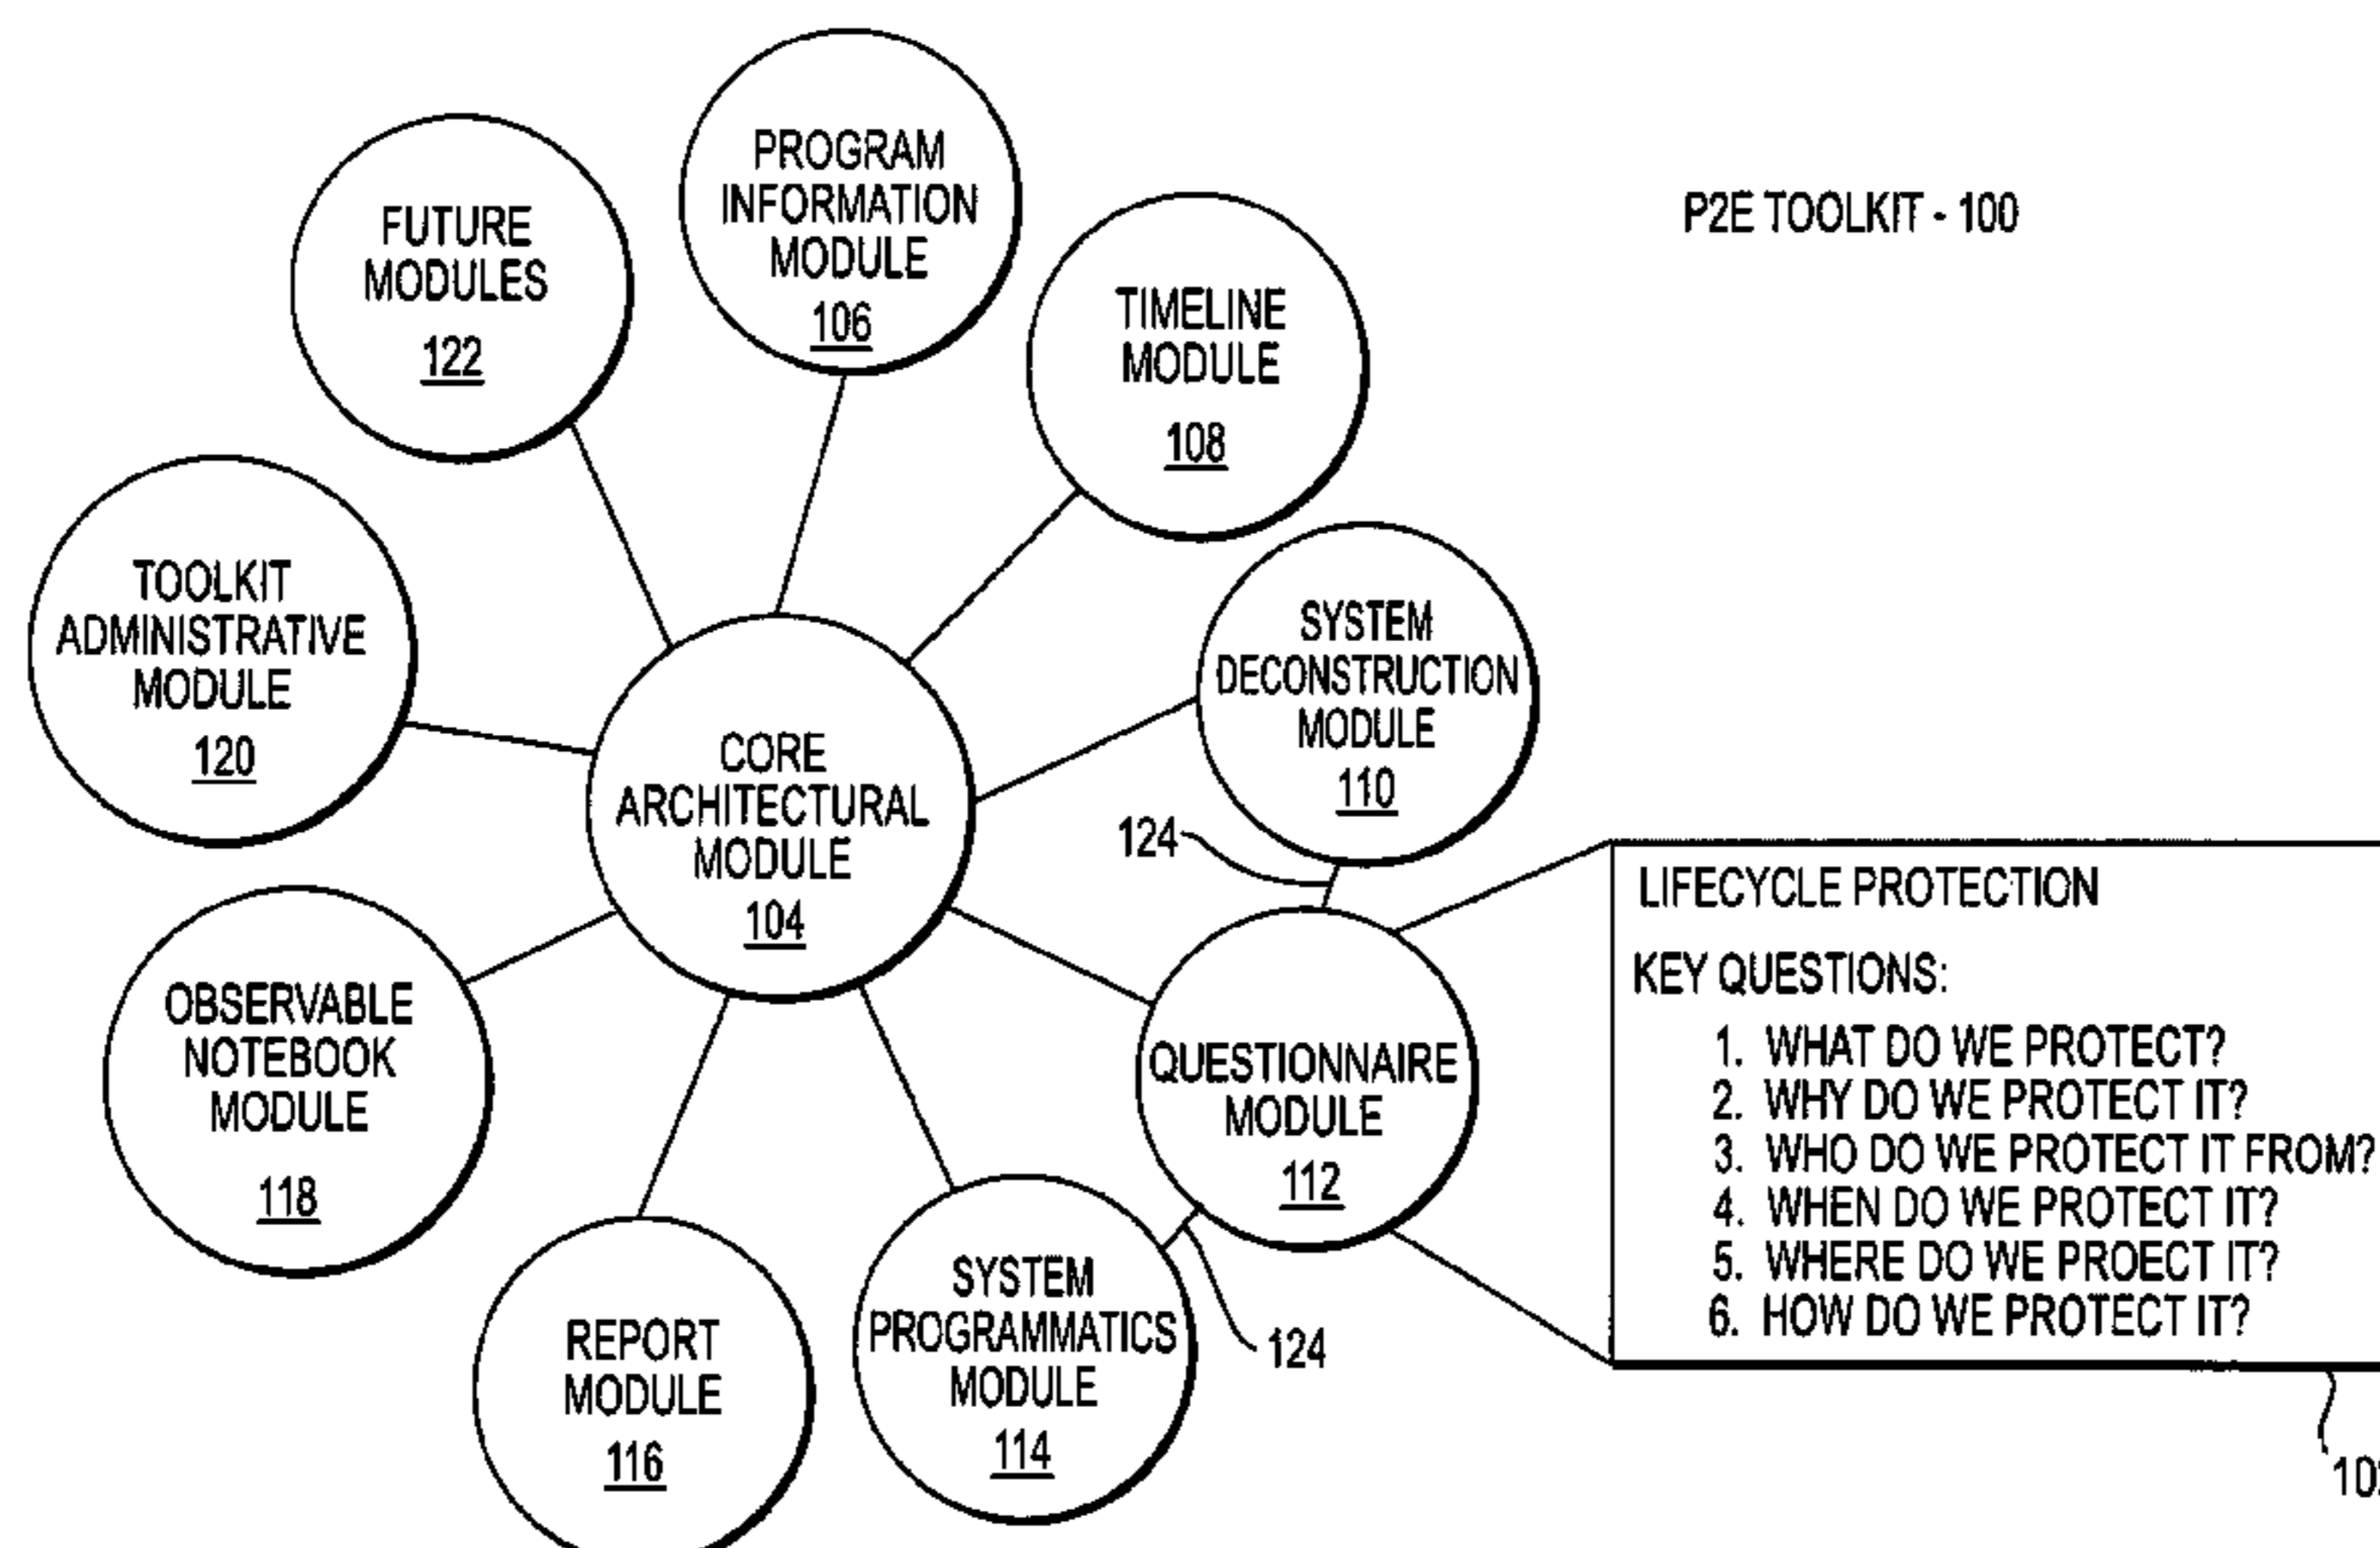 P2E TOOLKIT - 100
PROGRAM
INFORMATION
MODULE
106
FUTURE
MODULES
122
TIMELINE
MODULE
108
TOOLKIT
ADMINISTRATIVE
MODULE
120
SYSTEM
DECONSTRUCTION
MODULE
110
CORE
ARCHITECTURAL
MODULE
104
124
OBSERVABLE
NOTEBOOK
MODULE
118
QUESTIONNAIRE
MODULE
112
REPORT
MODULE
116
SYSTEM
PROGRAMMATICS
MODULE
114
124
LIFECYCLE PROTECTION
KEY QUESTIONS:
1. WHAT DO WE PROTECT?
2. WHY DO WE PROTECT IT?
3. WHO DO WE PROTECT IT FROM?
4. WHEN DO WE PROTECT IT?
5. WHERE DO WE PROECT IT?
6. HOW DO WE PROTECT IT?